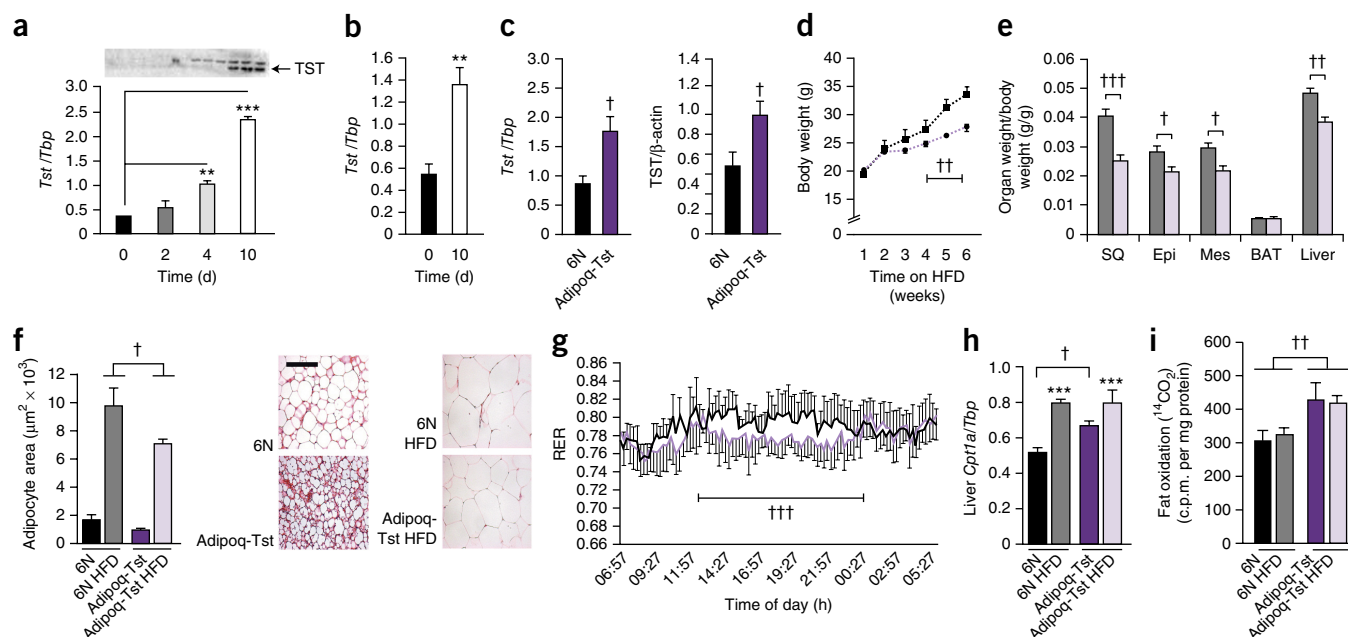 a
TST
Tst/Tbp
3.0
2.5
2.0
1.5
1.0
0.5
0
**
***
0 2 4 10
Time (d)
b
Tst/Tbp
1.6
1.4
1.2
1.0
0.8
0.6
0.4
0.2
0
**
0 10
Time (d)
c
Tst/Tbp
3.0
2.5
2.0
1.5
1.0
0.5
0
†
6N
Adipoq-Tst
TST/β-actin
1.4
1.2
1.0
0.8
0.6
0.4
0.2
0
†
6N
Adipoq-Tst
d
Body weight (g)
40
35
30
25
20
15
0
††
1 2 3 4 5 6
Time on HFD
(weeks)
e
Organ weight/body
weight (g/g)
0.06
0.05
0.04
0.03
0.02
0.01
0
††† † † ††
SQ Epi Mes BAT Liver
f
Adipocyte area (μm² × 10³)
12
10
8
6
4
2
0
†
6N
6N HFD
Adipoq-Tst
Adipoq-Tst HFD
6N
6N
HFD
Adipoq-Tst
Adipoq-
Tst HFD
g
RER
0.86
0.84
0.82
0.80
0.78
0.76
0.74
0.72
0.70
0.68
0.66
†††
06:57 09:27 11:57 14:27 16:57 19:27 21:57 00:27 02:57 05:27
Time of day (h)
h
Liver Cpt1a/Tbp
1.0
0.8
0.6
0.4
0.2
0
†
*** ***
6N
6N HFD
Adipoq-Tst
Adipoq-Tst HFD
i
Fat oxidation (¹⁴CO₂)
(c.p.m. per mg protein)
600
500
400
300
200
100
0
††
6N
6N HFD
Adipoq-Tst
Adipoq-Tst HFD